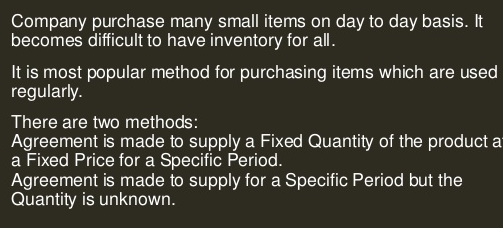 Company purchase many small items on day to day basis. It
becomes difficult to have inventory for all.
It is most popular method for purchasing items which are used
regularly.
There are two methods:
Agreement is made to supply a Fixed Quantity of the product
a Fixed Price for a Specific Period.
Agreement is made to supply for a Specific Period but the
Quantity is unknown.